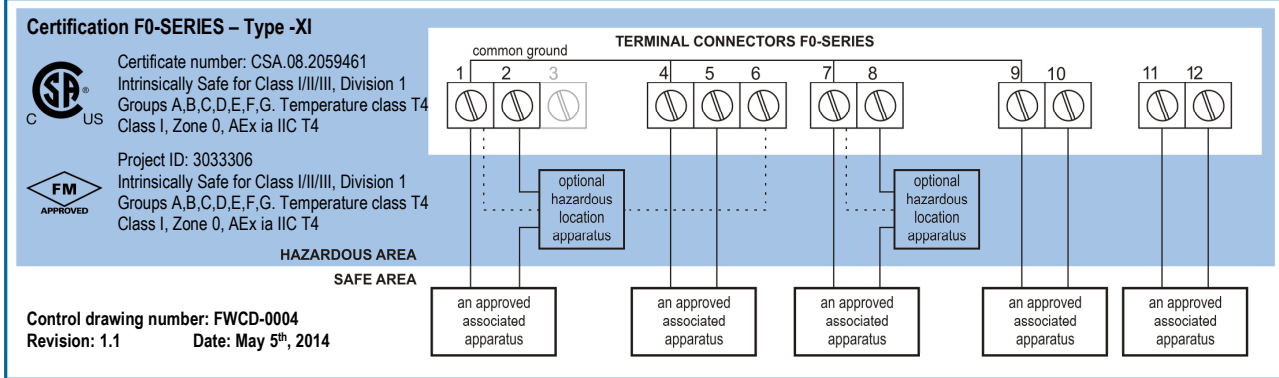 Certification F0-SERIES – Type -XI
Certificate number: CSA.08.2059461
Intrinsically Safe for Class I/II/III, Division 1
Groups A,B,C,D,E,F,G. Temperature class T4
Class I, Zone 0, AEx ia IIC T4
SA ®
C US
Project ID: 3033306
Intrinsically Safe for Class I/II/III, Division 1
Groups A,B,C,D,E,F,G. Temperature class T4
Class I, Zone 0, AEx ia IIC T4
FM
APPROVED
HAZARDOUS AREA
SAFE AREA
Control drawing number: FWCD-0004
Revision: 1.1 Date: May 5th, 2014
TERMINAL CONNECTORS F0-SERIES
common ground
1 2 3 4 5 6 7 8 9 10 11 12
optional
hazardous
location
apparatus
optional
hazardous
location
apparatus
an approved
associated
apparatus
an approved
associated
apparatus
an approved
associated
apparatus
an approved
associated
apparatus
an approved
associated
apparatus